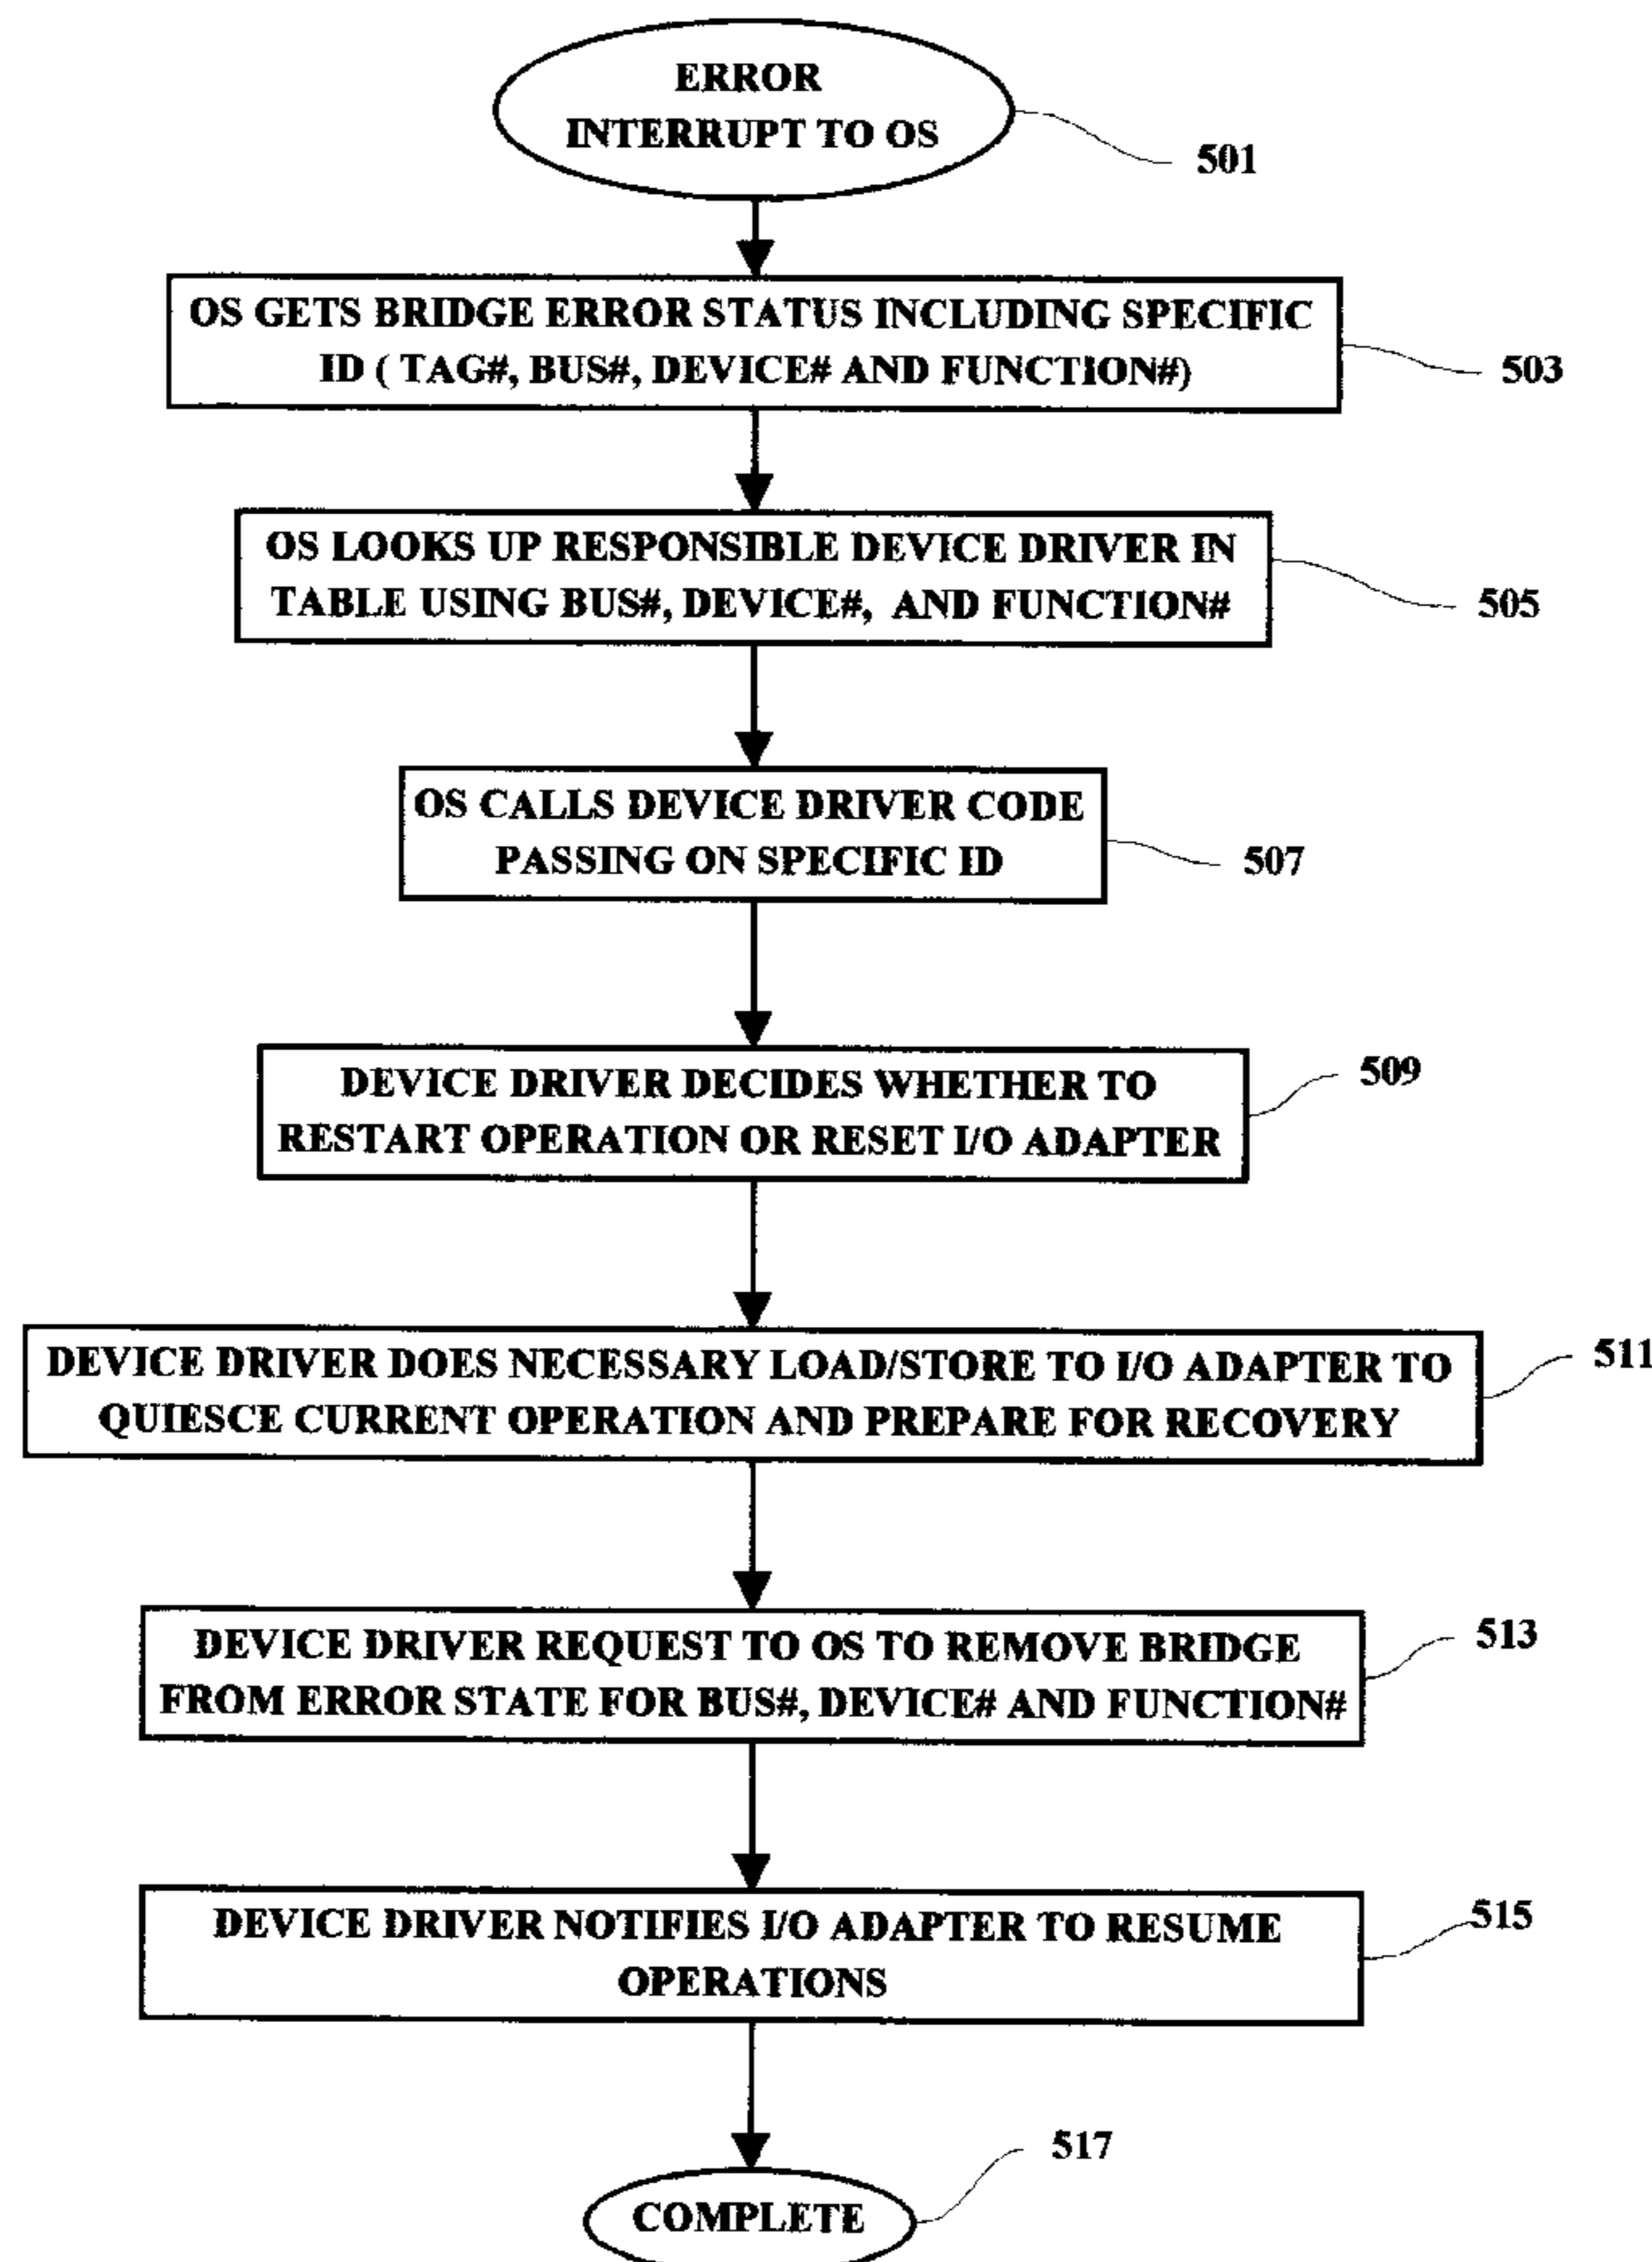 ERROR
INTERRUPT TO OS
501
OS GETS BRIDGE ERROR STATUS INCLUDING SPECIFIC
ID ( TAG#, BUS#, DEVICE# AND FUNCTION#)
503
OS LOOKS UP RESPONSIBLE DEVICE DRIVER IN
TABLE USING BUS#, DEVICE#, AND FUNCTION#
505
OS CALLS DEVICE DRIVER CODE
PASSING ON SPECIFIC ID
507
DEVICE DRIVER DECIDES WHETHER TO
RESTART OPERATION OR RESET I/O ADAPTER
509
DEVICE DRIVER DOES NECESSARY LOAD/STORE TO I/O ADAPTER TO
QUIESCE CURRENT OPERATION AND PREPARE FOR RECOVERY
511
DEVICE DRIVER REQUEST TO OS TO REMOVE BRIDGE
FROM ERROR STATE FOR BUS#, DEVICE# AND FUNCTION#
513
DEVICE DRIVER NOTIFIES I/O ADAPTER TO RESUME
OPERATIONS
515
COMPLETE
517